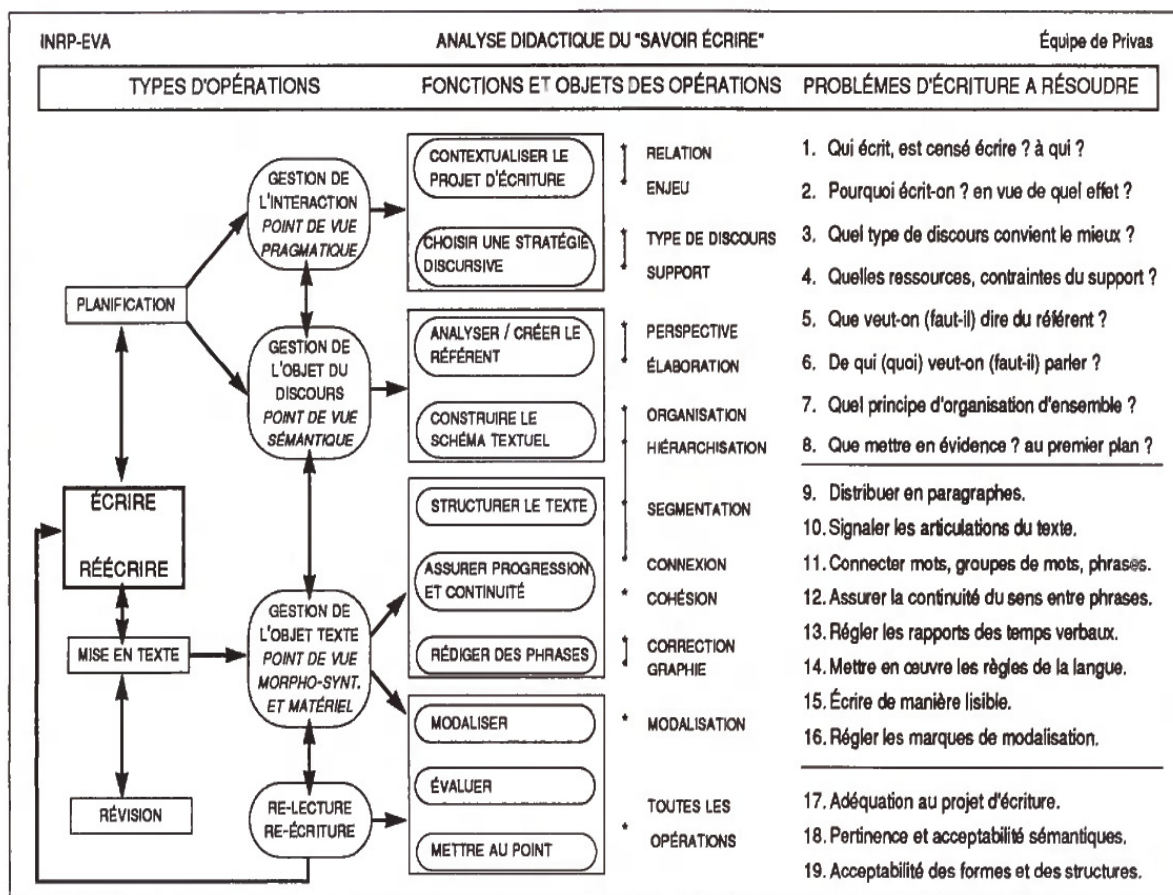 INRP-EVA
ANALYSE DIDACTIQUE DU "SAVOIR ÉCRIRE"
Équipe de Privas
TYPES D'OPÉRATIONS
FONCTIONS ET OBJETS DES OPÉRATIONS
PROBLÉMES D'ÉCRITURE A RÉSOUDRE
PLANIFICATION
ÉCRIRE
RÉÉCRIRE
MISE EN TEXTE
RÉVISION
GESTION DE
L'INTERACTION
POINT DE VUE
PRAGMATIQUE
GESTION DE
L'OBJET DU
DISCOURS
POINT DE VUE
SÉMANTIQUE
GESTION DE
L'OBJET TEXTE
POINT DE VUE
MORPHO-SYNT.
ET MATÉRIEL
RE-LECTURE
RE-ÉCRITURE
CONTEXTUALISER LE
PROJET D'ÉCRITURE
CHOISIR UNE STRATÉGIE
DISCURSIVE
ANALYSER / CRÉER LE
RÉFÉRENT
CONSTRUIRE LE
SCHÉMA TEXTUEL
STRUCTURER LE TEXTE
ASSURER PROGRESSION
ET CONTINUITÉ
RÉDIGER DES PHRASES
MODALISER
ÉVALUER
METTRE AU POINT
* RELATION
* ENJEU
* TYPE DE DISCOURS
* SUPPORT
* PERSPECTIVE
* ÉLABORATION
* ORGANISATION
* HIÉRARCHISATION
* SEGMENTATION
* CONNEXION
* COHÉSION
* CORRECTION
* GRAPHIE
* MODALISATION
TOUTES LES
* OPÉRATIONS
1. Qui écrit, est censé écrire ? à qui ?
2. Pourquoi écrit-on ? en vue de quel effet ?
3. Quel type de discours convient le mieux ?
4. Quelles ressources, contraintes du support ?
5. Que veut-on (faut-il) dire du référent ?
6. De qui (quoi) veut-on (faut-il) parler ?
7. Quel principe d'organisation d'ensemble ?
8. Que mettre en évidence ? au premier plan ?
9. Distribuer en paragraphes.
10. Signaler les articulations du texte.
11. Connecter mots, groupes de mots, phrases.
12. Assurer la continuité du sens entre phrases.
13. Régler les rapports des temps verbaux.
14. Mettre en œuvre les règles de la langue.
15. Écrire de manière lisible.
16. Régler les marques de modalisation.
17. Adéquation au projet d'écriture.
18. Pertinence et acceptabilité sémantiques.
19. Acceptabilité des formes et des structures.